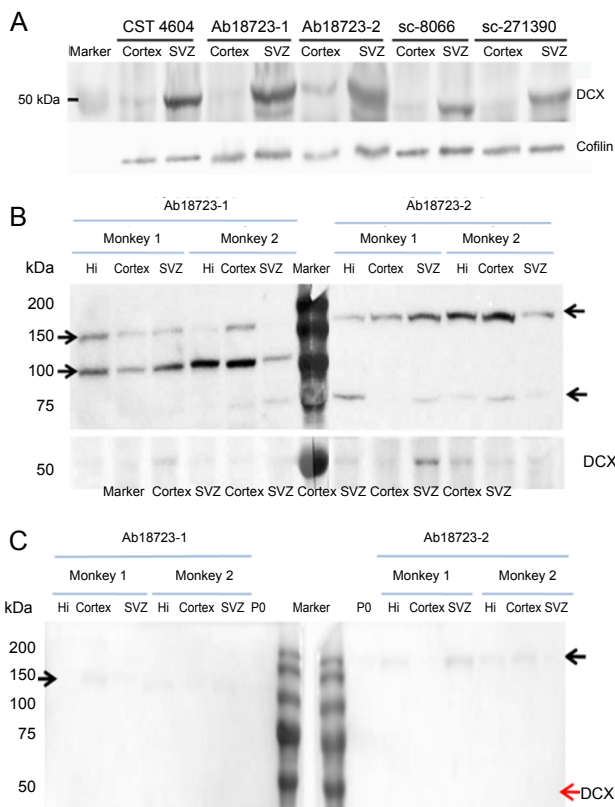 A
CST 4604 Ab18723-1 Ab18723-2 sc-8066 sc-271390
Marker Cortex SVZ Cortex SVZ Cortex SVZ Cortex SVZ Cortex SVZ
50 kDa DCX
Cofilin
B
Ab18723-1 Ab18723-2
Monkey 1 Monkey 2 Monkey 1 Monkey 2
kDa Hi Cortex SVZ Hi Cortex SVZ Marker Hi Cortex SVZ Hi Cortex SVZ
200
150
100
75
50 DCX
Marker Cortex SVZ Cortex SVZ Cortex SVZ Cortex SVZ Cortex SVZ
C
Ab18723-1 Ab18723-2
Monkey 1 Monkey 2 Monkey 1 Monkey 2
kDa Hi Cortex SVZ Hi Cortex SVZ P0 Marker P0 Hi Cortex SVZ Hi Cortex SVZ
200
150
100
75
50 DCX